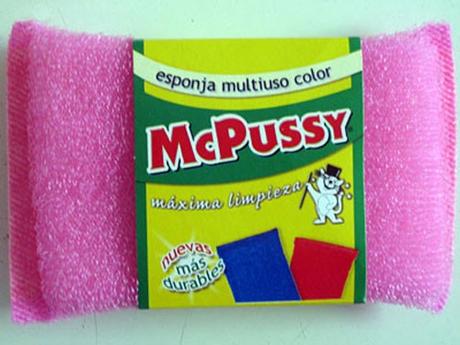 esponja multiuso color
McPussy
máxima limpieza
nuevas
más
durables